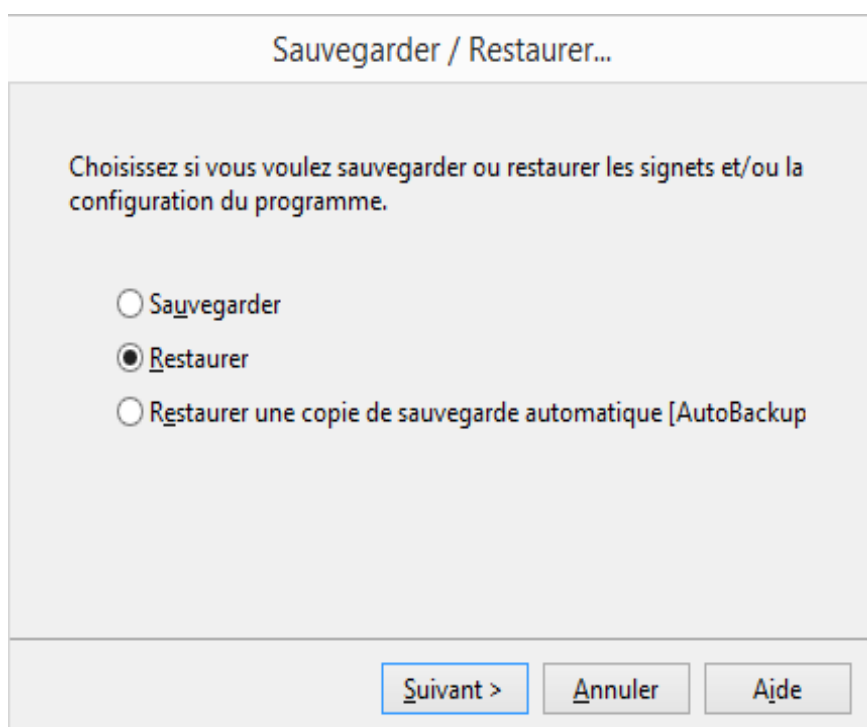 Sauvegarder / Restaurer...
Choisissez si vous voulez sauvegarder ou restaurer les signets et/ou la
configuration du programme.
Sauvegarder
Restaurer
Restaurer une copie de sauvegarde automatique [AutoBackup
Suivant >
Annuler
Aide